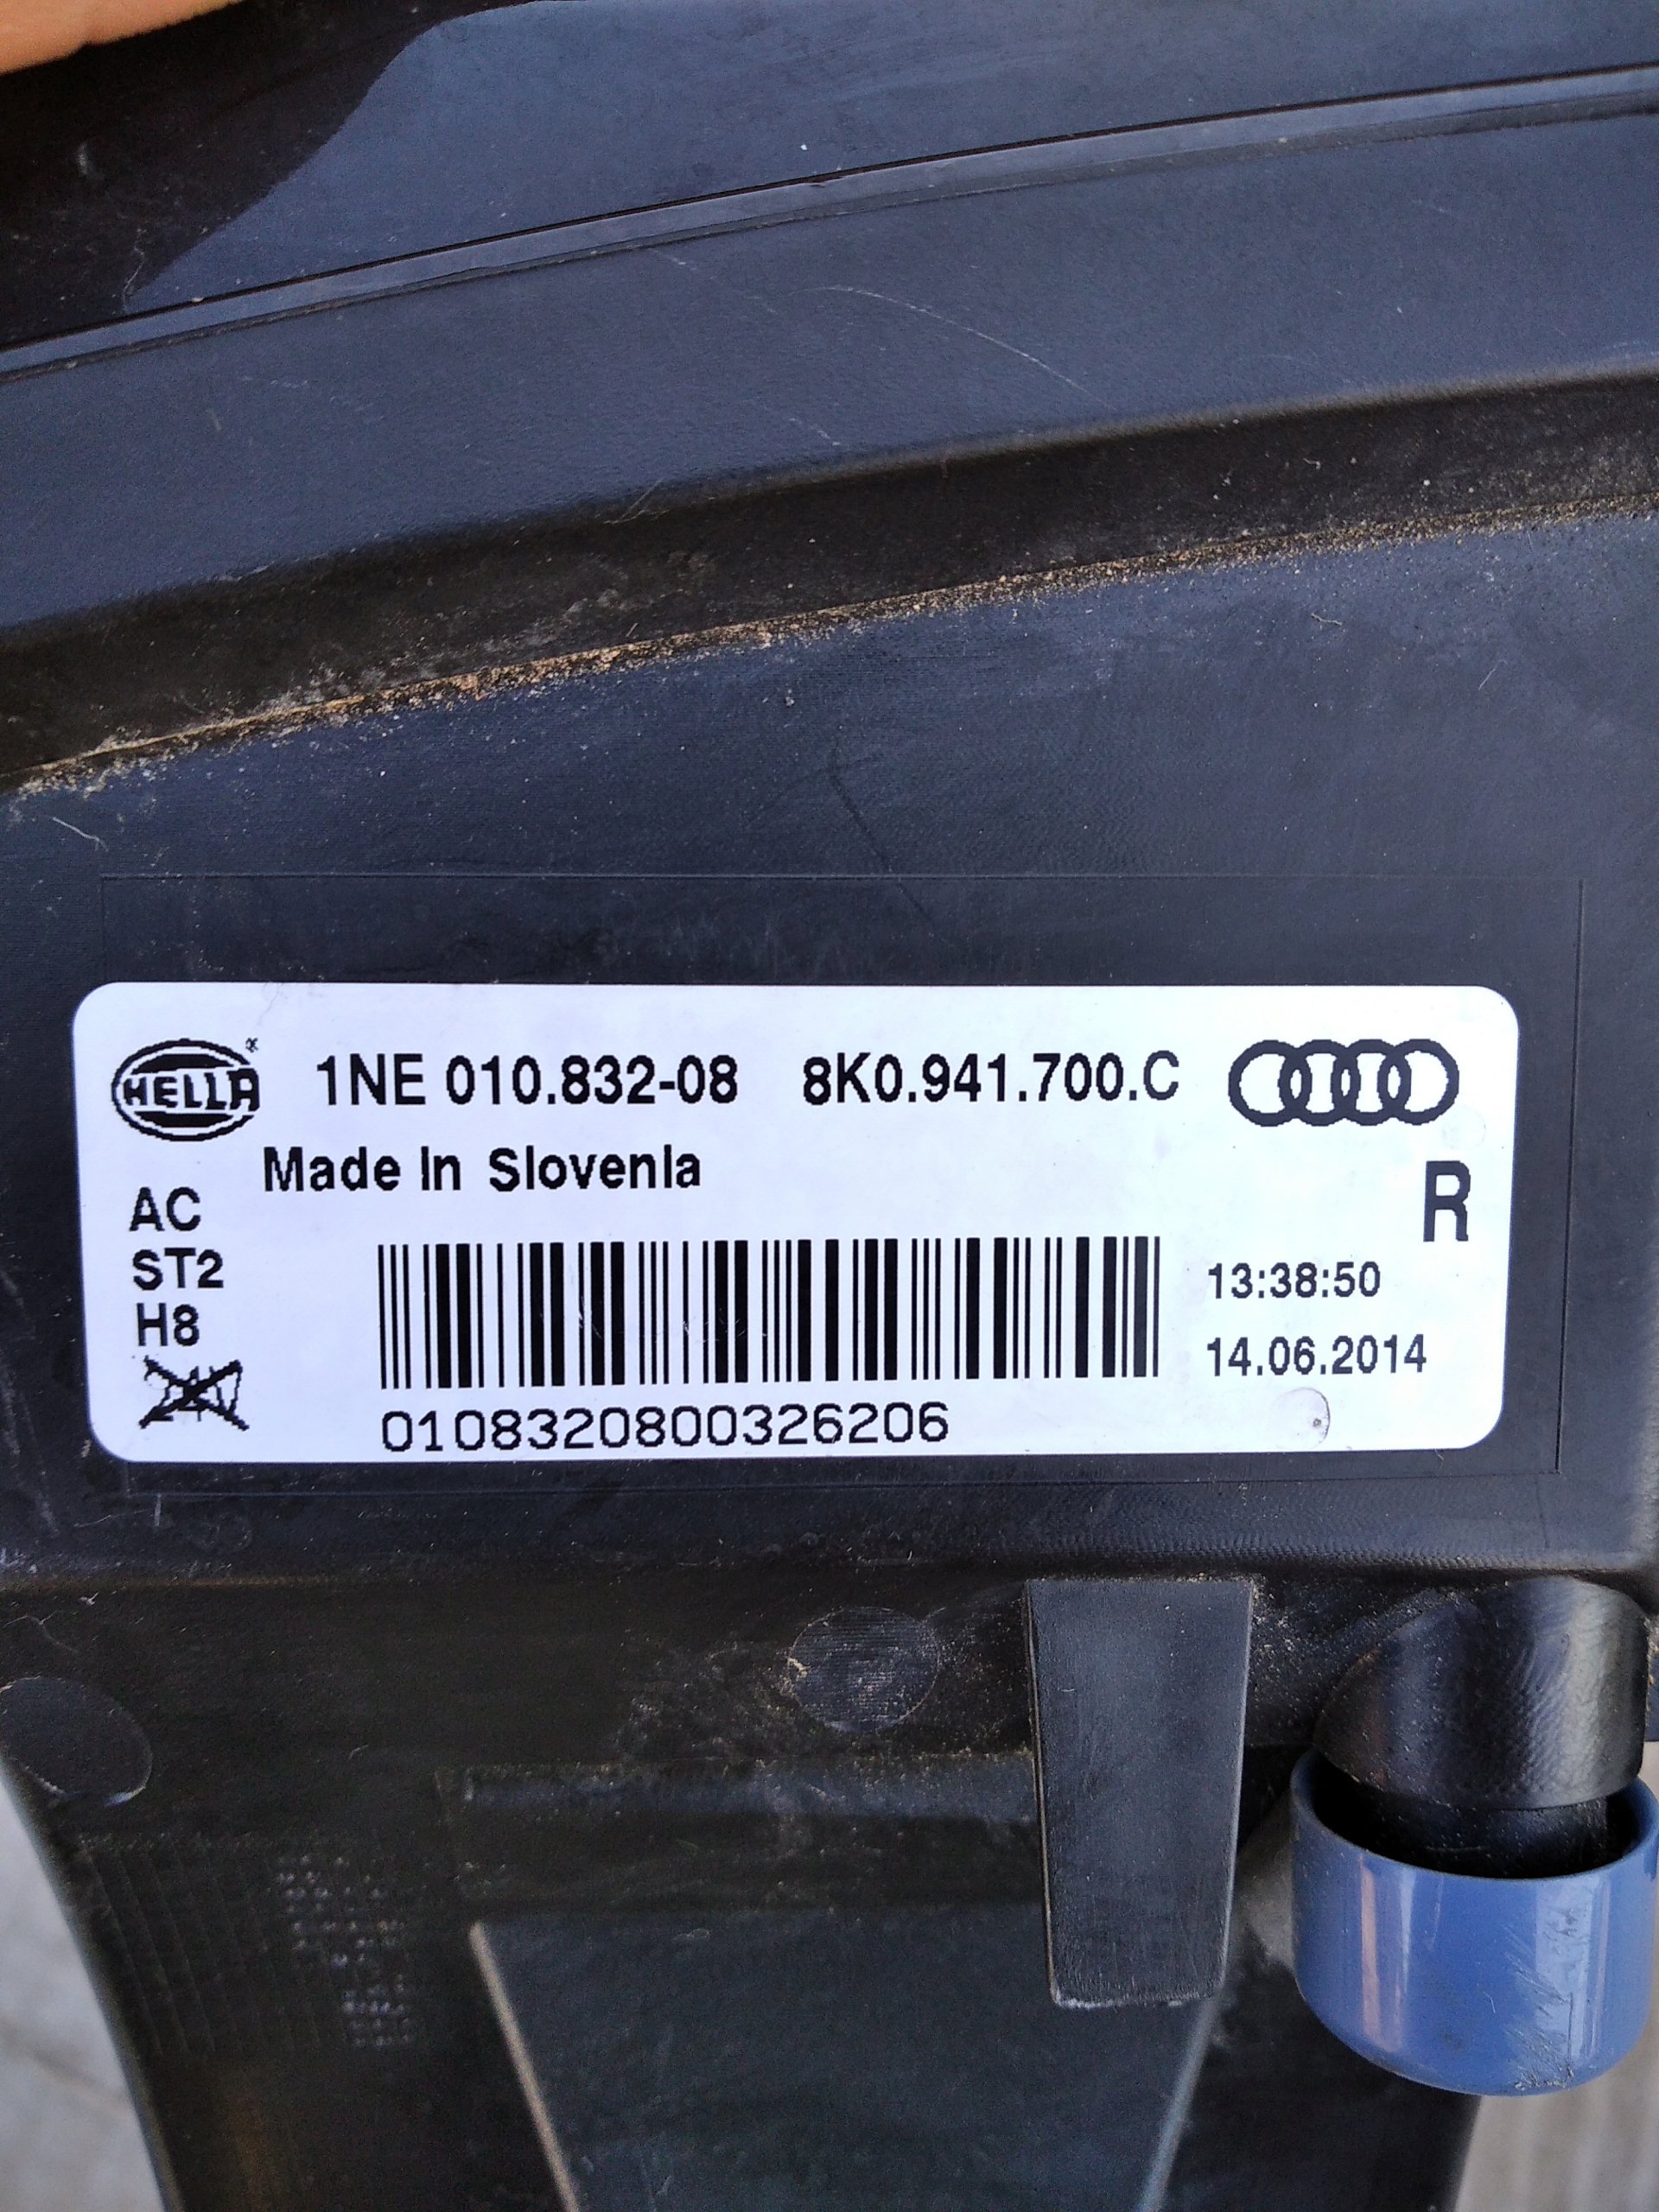 HELLA 1NE 010.832-08 8K0.941.700.C
Made In Slovenia
R
AC
ST2
H8
13:38:50
14.06.2014
0108320800326206